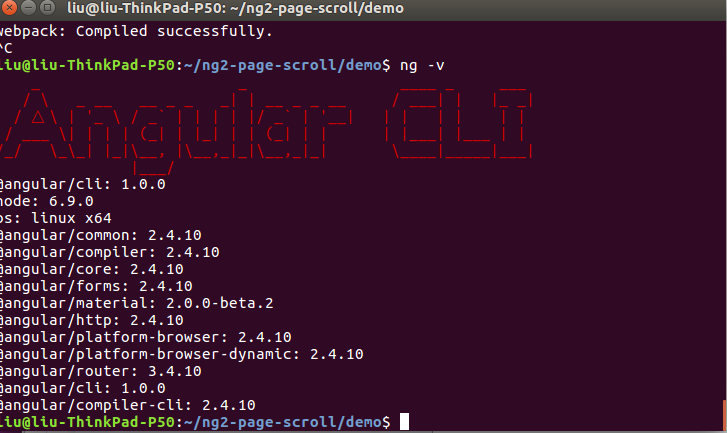 liu@liu-ThinkPad-P50: ~/ng2-page-scroll/demo
webpack: Compiled successfully.
^C
liu@liu-ThinkPad-P50:~/ng2-page-scroll/demo$ ng -v
Angular CLI
@angular/cli: 1.0.0
node: 6.9.0
os: linux x64
@angular/common: 2.4.10
@angular/compiler: 2.4.10
@angular/core: 2.4.10
@angular/forms: 2.4.10
@angular/material: 2.0.0-beta.2
@angular/http: 2.4.10
@angular/platform-browser: 2.4.10
@angular/platform-browser-dynamic: 2.4.10
@angular/router: 3.4.10
@angular/cli: 1.0.0
@angular/compiler-cli: 2.4.10
liu@liu-ThinkPad-P50:~/ng2-page-scroll/demo$